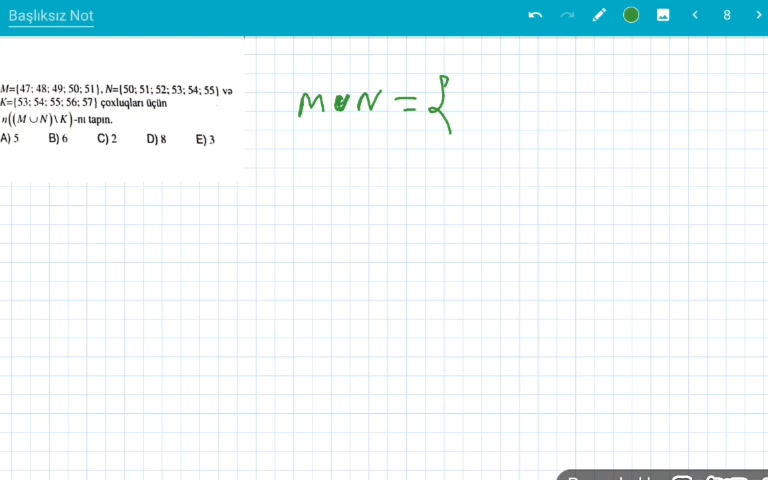 Başlıksız Not
8
M={47; 48; 49; 50; 51}, N={50; 51; 52; 53; 54; 55} və
K={53; 54; 55; 56; 57} çoxluqları üçün
n((M∪N)\K)-nı tapın.
A) 5 B) 6 C) 2 D) 8 E) 3
M∪N = {